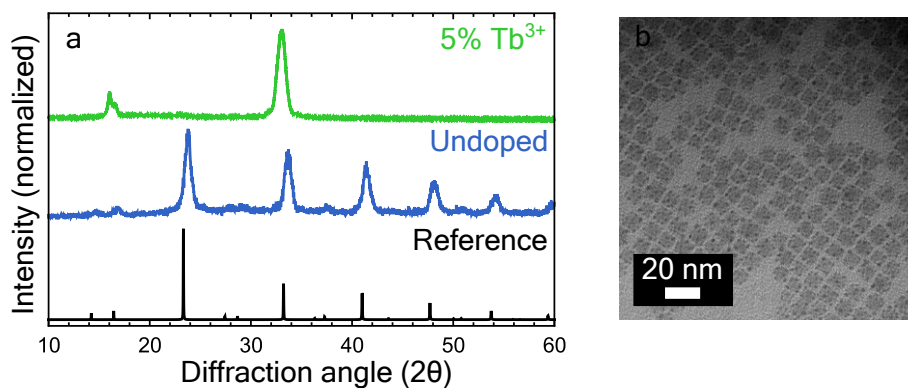 a
5% Tb³⁺
Undoped
Reference
Intensity (normalized)
10 20 30 40 50 60
Diffraction angle (2θ)
b
20 nm